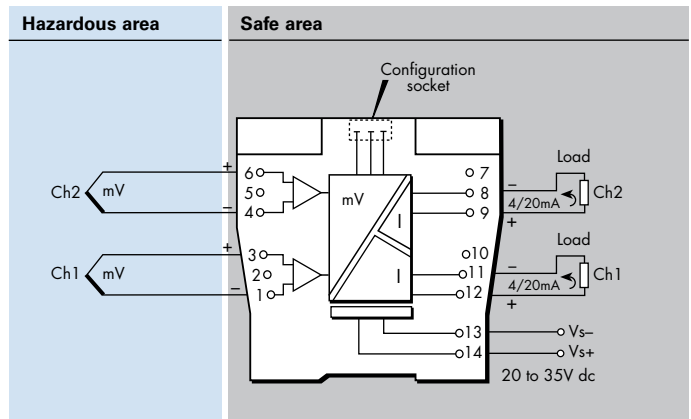 Hazardous area
Safe area
Configuration
socket
+
6
7
Load
Ch2
mV
5
mV
8
–
Ch2
–
4
I
9
4/20mA
+
+
3
10
Load
Ch1
mV
2
I
11
–
Ch1
–
1
12
4/20mA
+
13
Vs–
14
Vs+
20 to 35V dc